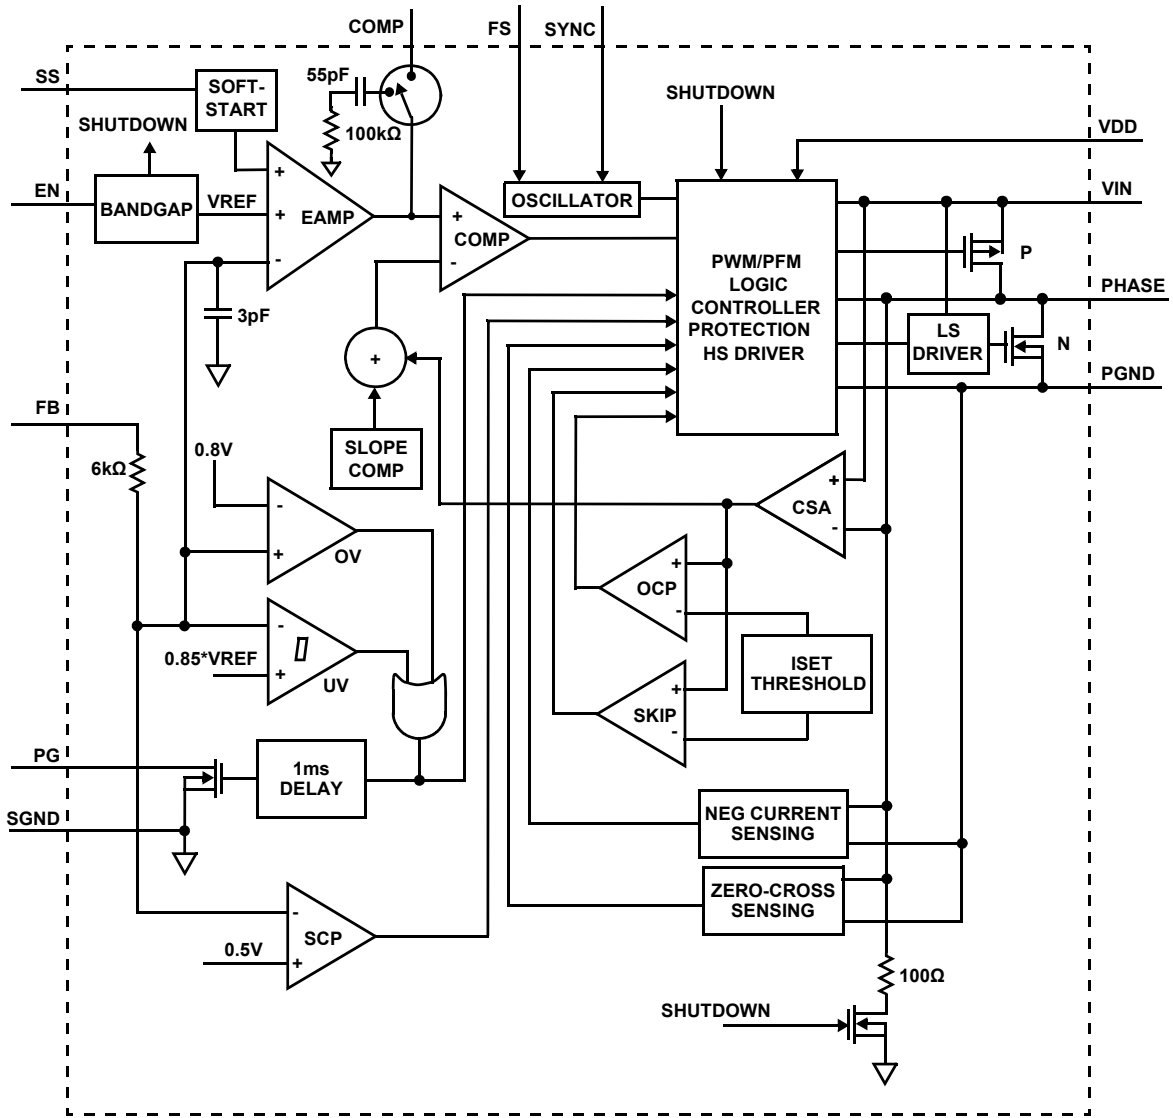 COMP
FS
SYNC
SS
SOFT-
START
55pF
100kΩ
SHUTDOWN
SHUTDOWN
VDD
EN
BANDGAP
VREF
+
+
-
EAMP
+
-
COMP
OSCILLATOR
VIN
PWM/PFM
LOGIC
CONTROLLER
PROTECTION
HS DRIVER
P
PHASE
3pF
+
LS
DRIVER
N
PGND
FB
6kΩ
0.8V
SLOPE
COMP
-
+
OV
+
-
CSA
+
-
OCP
-
+
UV
0.85*VREF
ISET
THRESHOLD
+
-
SKIP
PG
1ms
DELAY
SGND
NEG CURRENT
SENSING
ZERO-CROSS
SENSING
-
+
SCP
0.5V
100Ω
SHUTDOWN